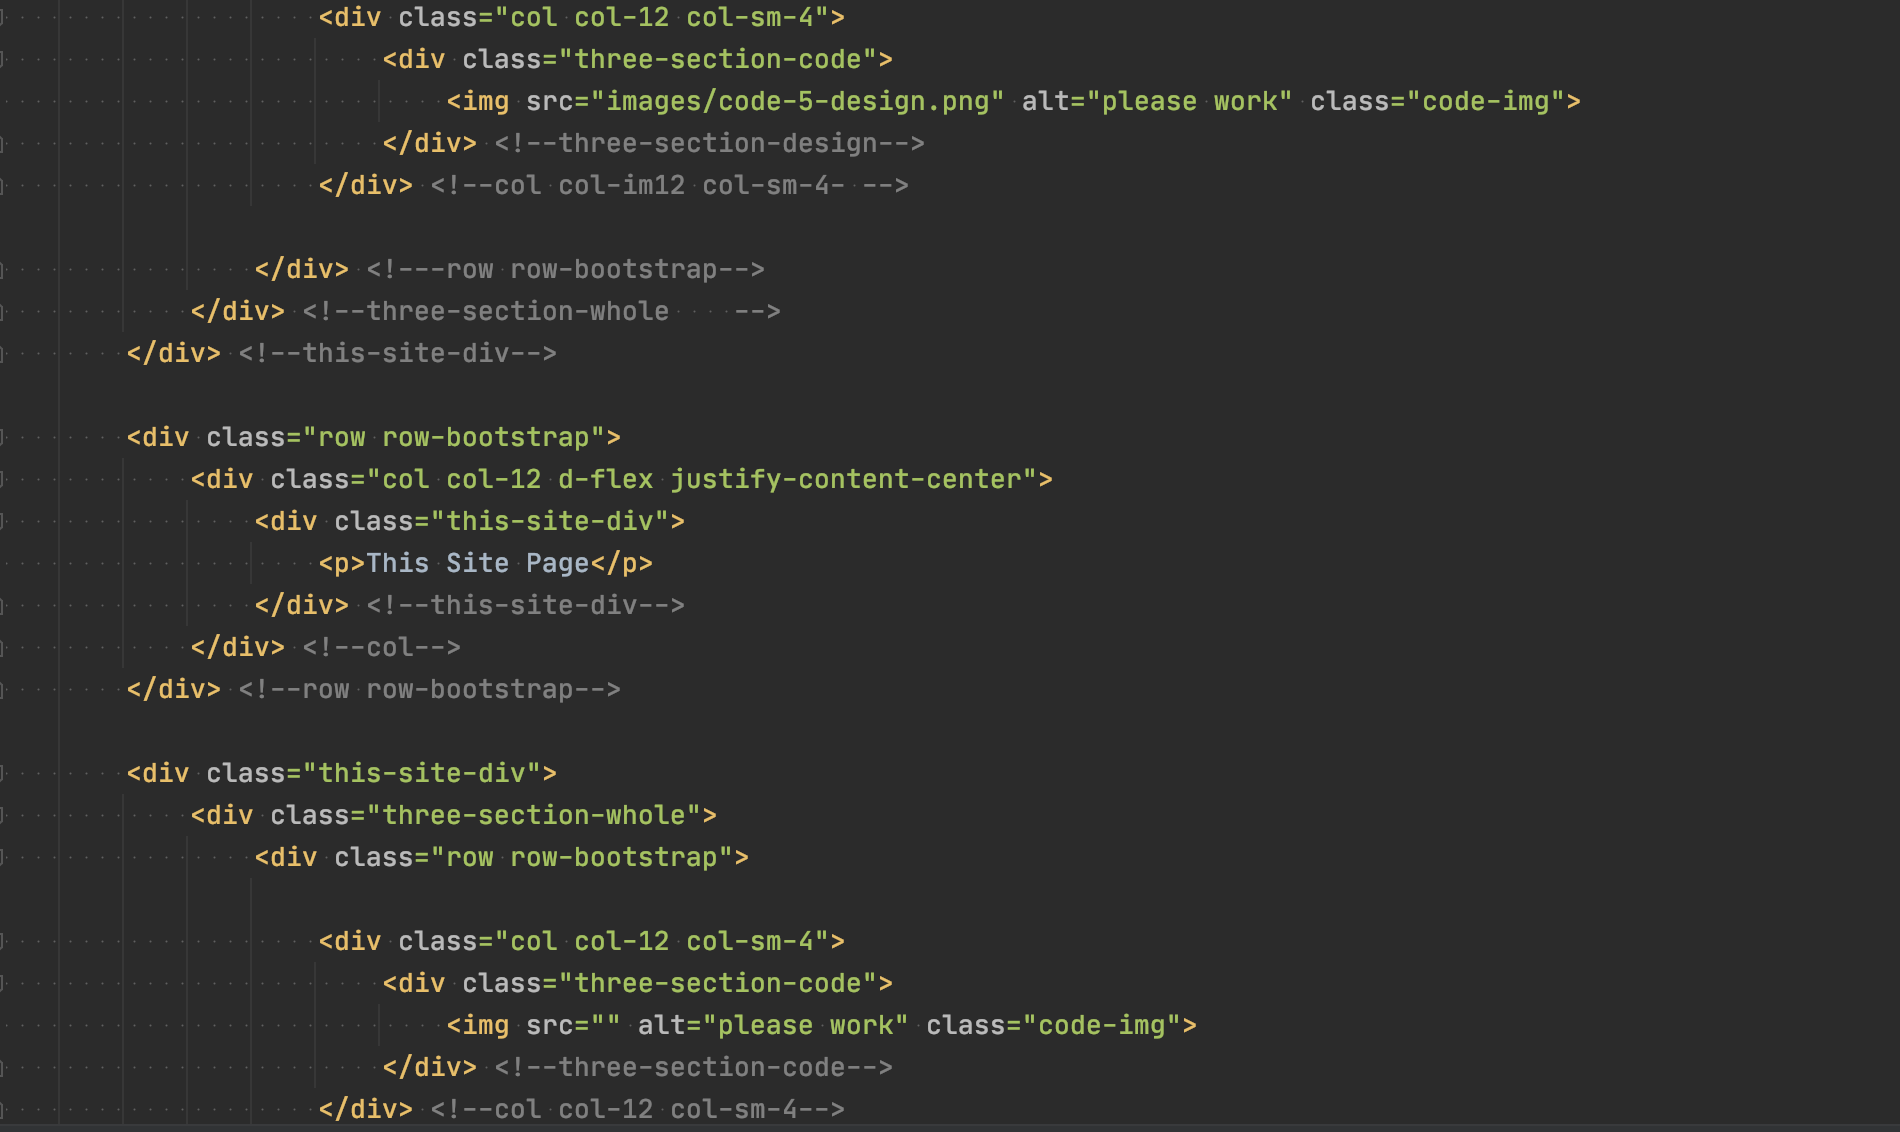 <div class="col col-12 col-sm-4">
<div class="three-section-code">
<img src="images/code-5-design.png" alt="please work" class="code-img">
</div> <!--three-section-design-->
</div> <!--col col-im12 col-sm-4- -->
</div> <!---row row-bootstrap-->
</div> <!--three-section-whole    -->
</div> <!--this-site-div-->
<div class="row row-bootstrap">
<div class="col col-12 d-flex justify-content-center">
<div class="this-site-div">
<p>This Site Page</p>
</div> <!--this-site-div-->
</div> <!--col-->
</div> <!--row row-bootstrap-->
<div class="this-site-div">
<div class="three-section-whole">
<div class="row row-bootstrap">
<div class="col col-12 col-sm-4">
<div class="three-section-code">
<img src="" alt="please work" class="code-img">
</div> <!--three-section-code-->
</div> <!--col col-12 col-sm-4-->